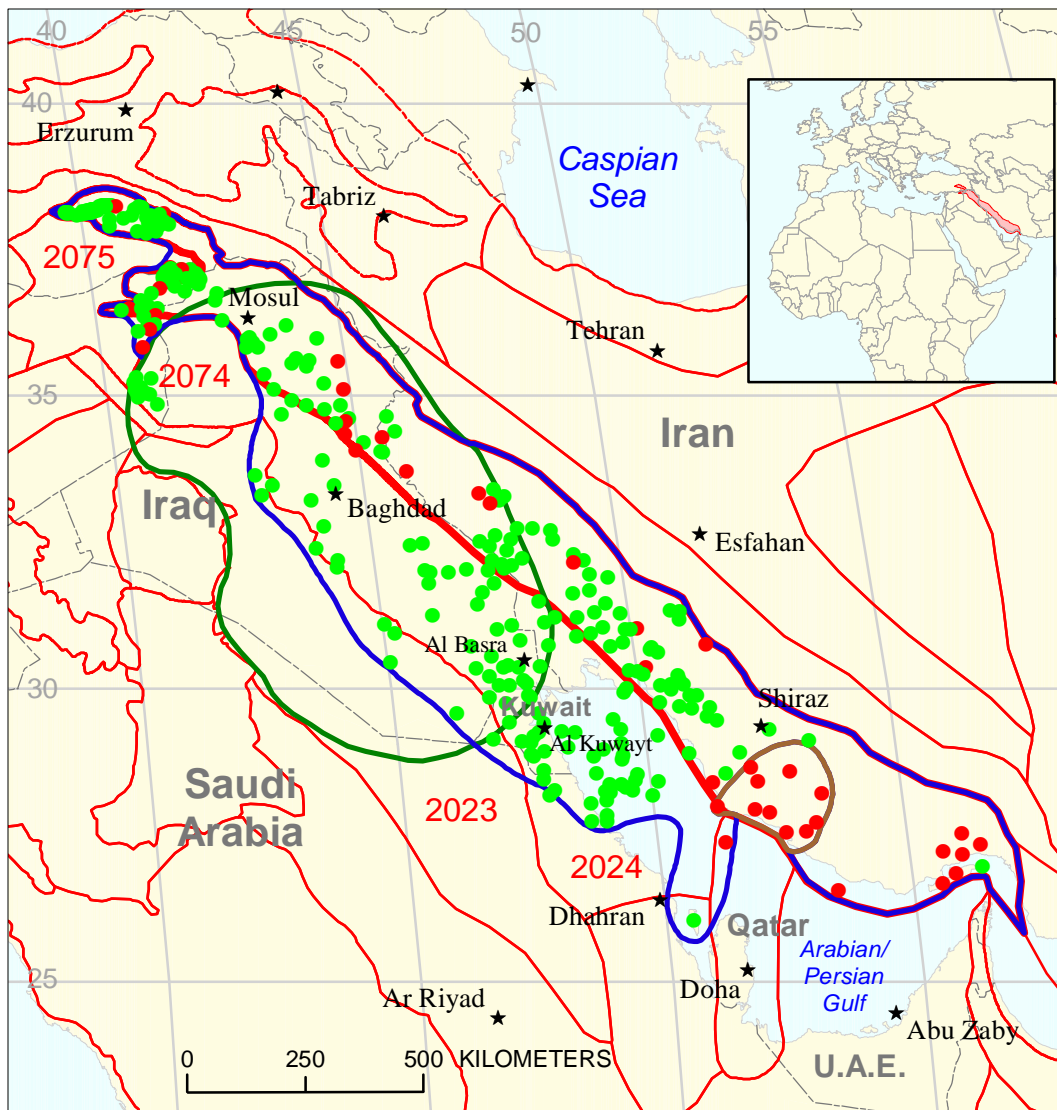 40
45
50
55
40
Erzurum
Caspian
Sea
Tabriz
2075
Mosul
Tehran
2074
35
Iran
Iraq
Baghdad
Esfahan
Al Basra
30
Kuwait
Shiraz
Al Kuwayt
Saudi
Arabia
2023
2024
Dhahran
Qatar
Arabian/
Persian
Gulf
25
Ar Riyad
Doha
Abu Zaby
0 250 500 KILOMETERS
U.A.E.